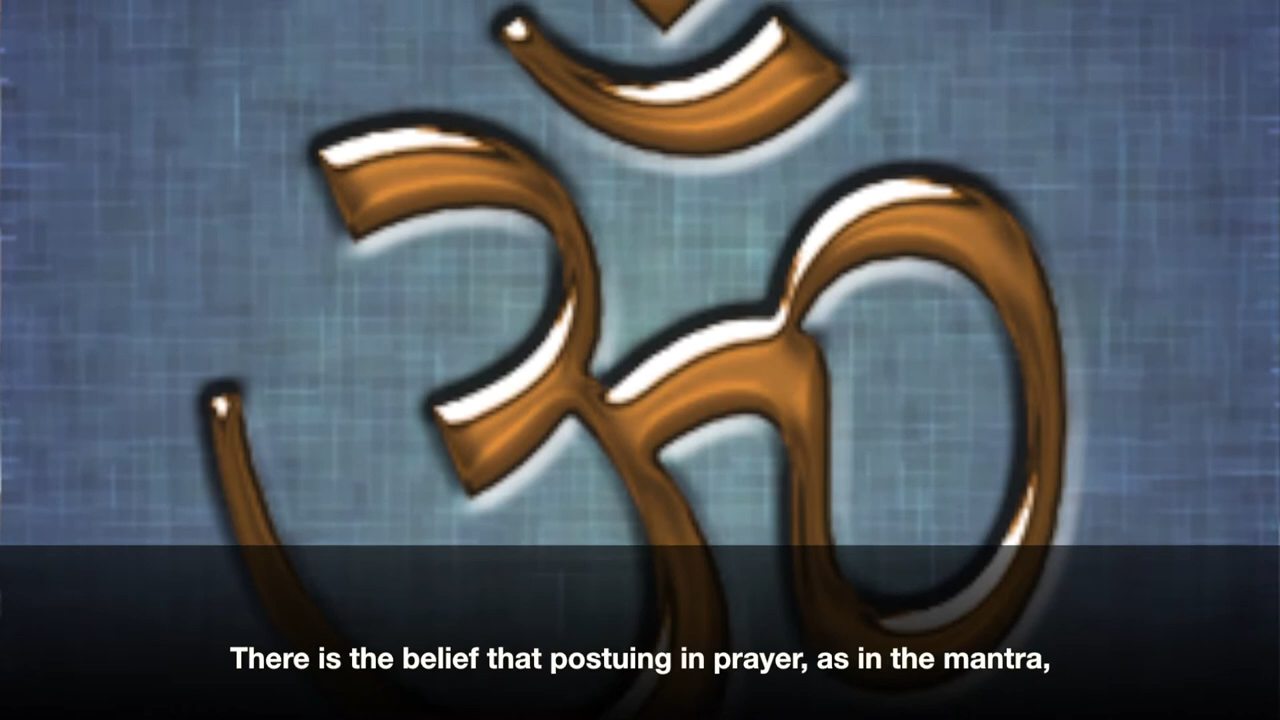 ॐ
There is the belief that postuing in prayer, as in the mantra,